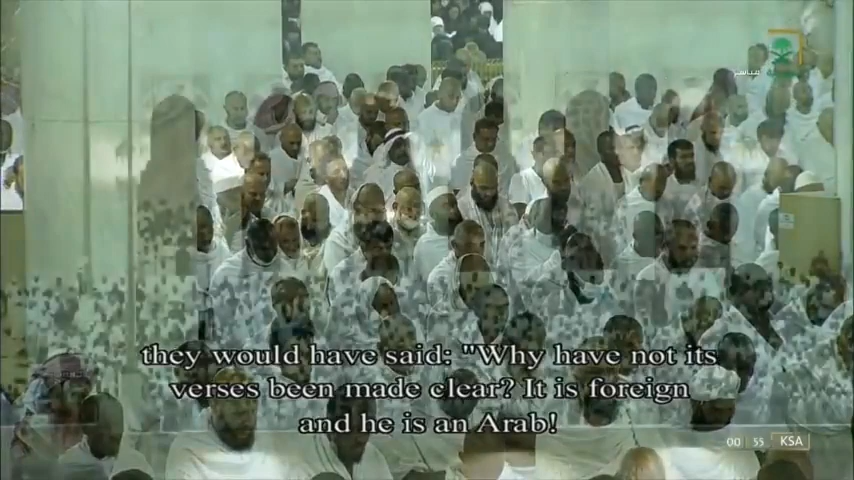 مباشر
they would have said: "Why have not its
verses been made clear? It is foreign
and he is an Arab!
00 55 KSA